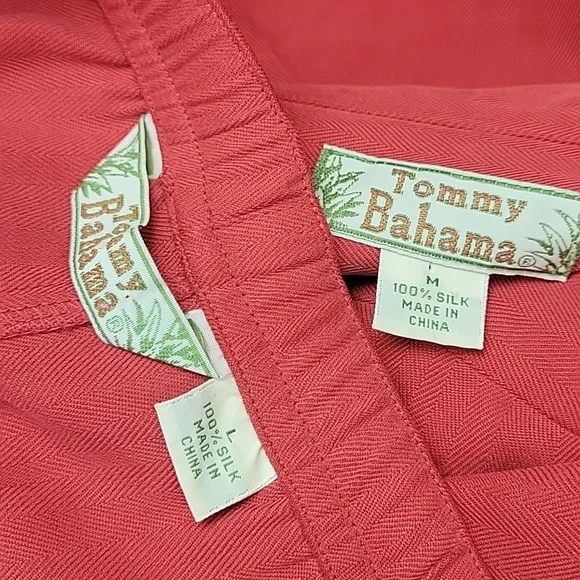 Tommy
Bahama®
L
100% SILK
MADE IN
CHINA
Tommy
Bahama®
M
100% SILK
MADE IN
CHINA